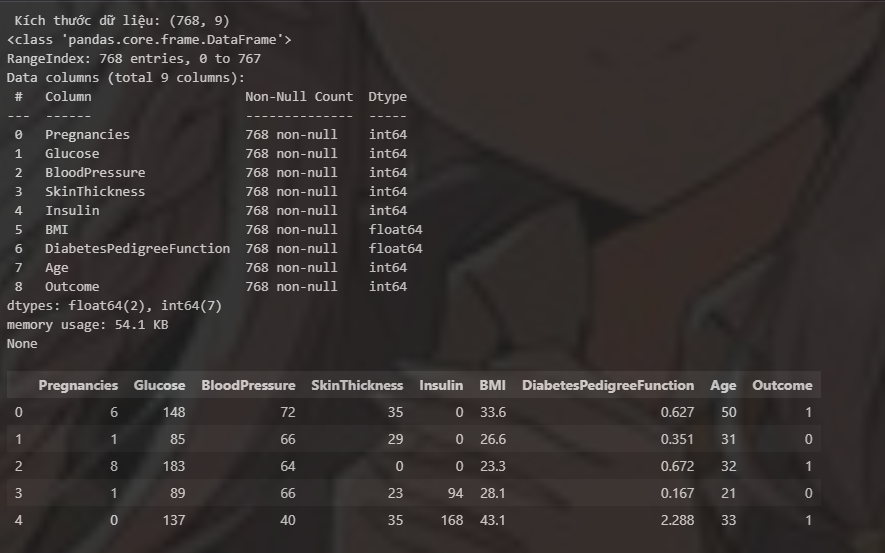 Kích thước dữ liệu: (768, 9)
<class 'pandas.core.frame.DataFrame'>
RangeIndex: 768 entries, 0 to 767
Data columns (total 9 columns):
 #   Column                    Non-Null Count  Dtype
---  ------                    --------------  -----
 0   Pregnancies               768 non-null    int64
 1   Glucose                   768 non-null    int64
 2   BloodPressure             768 non-null    int64
 3   SkinThickness             768 non-null    int64
 4   Insulin                   768 non-null    int64
 5   BMI                       768 non-null    float64
 6   DiabetesPedigreeFunction  768 non-null    float64
 7   Age                       768 non-null    int64
 8   Outcome                   768 non-null    int64
dtypes: float64(2), int64(7)
memory usage: 54.1 KB
None
Pregnancies Glucose BloodPressure SkinThickness Insulin BMI DiabetesPedigreeFunction Age Outcome
0 6 148 72 35 0 33.6 0.627 50 1
1 1 85 66 29 0 26.6 0.351 31 0
2 8 183 64 0 0 23.3 0.672 32 1
3 1 89 66 23 94 28.1 0.167 21 0
4 0 137 40 35 168 43.1 2.288 33 1